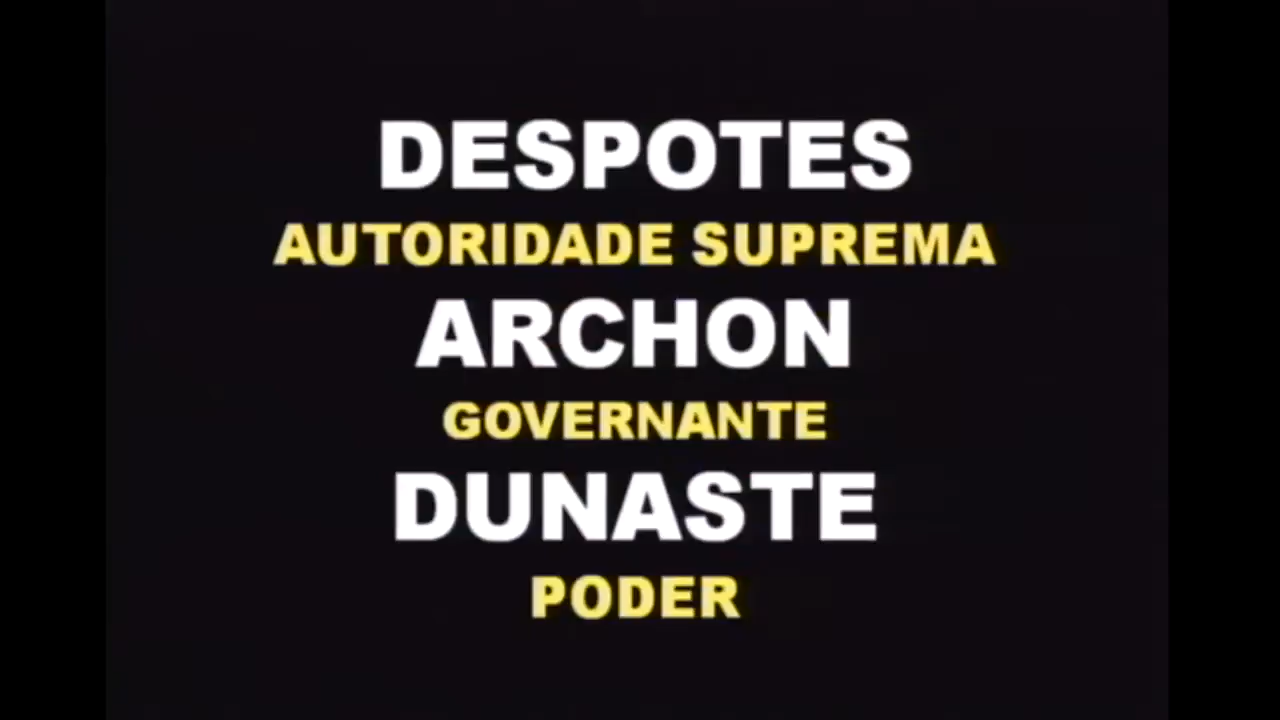 DESPOTES
AUTORIDADE SUPREMA
ARCHON
GOVERNANTE
DUNASTE
PODER